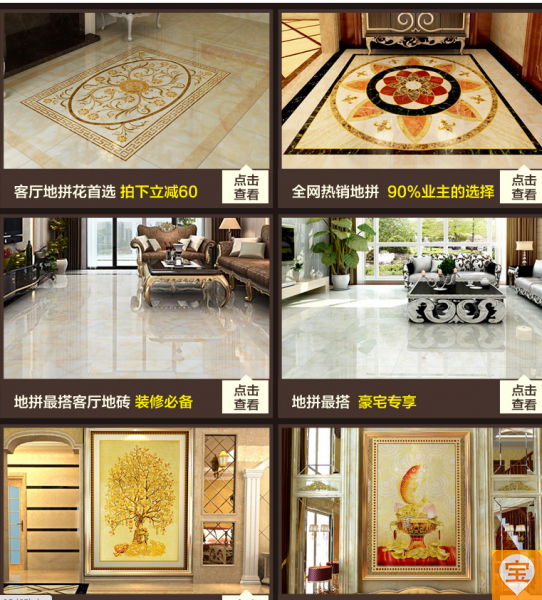 客厅地拼花首选 拍下立减60
点击
查看
全网热销地拼 90%业主的选择
点击
查看
地拼最搭客厅地砖 装修必备
点击
查看
地拼最搭 豪宅专享
点击
查看
宝